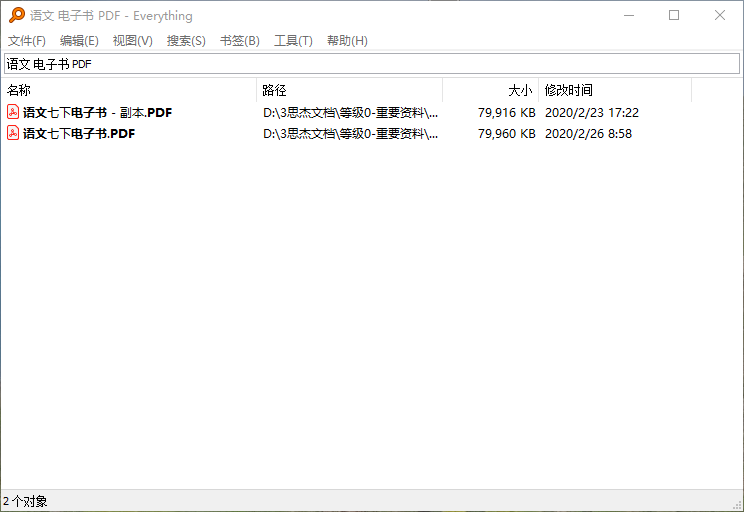 语文 电子书 PDF - Everything
文件(F) 编辑(E) 视图(V) 搜索(S) 书签(B) 工具(T) 帮助(H)
语文 电子书 PDF
名称 路径 大小 修改时间
语文七下电子书 - 副本.PDF D:\3思杰文档\等级0-重要资料\... 79,916 KB 2020/2/23 17:22
语文七下电子书.PDF D:\3思杰文档\等级0-重要资料\... 79,960 KB 2020/2/26 8:58
2 个对象